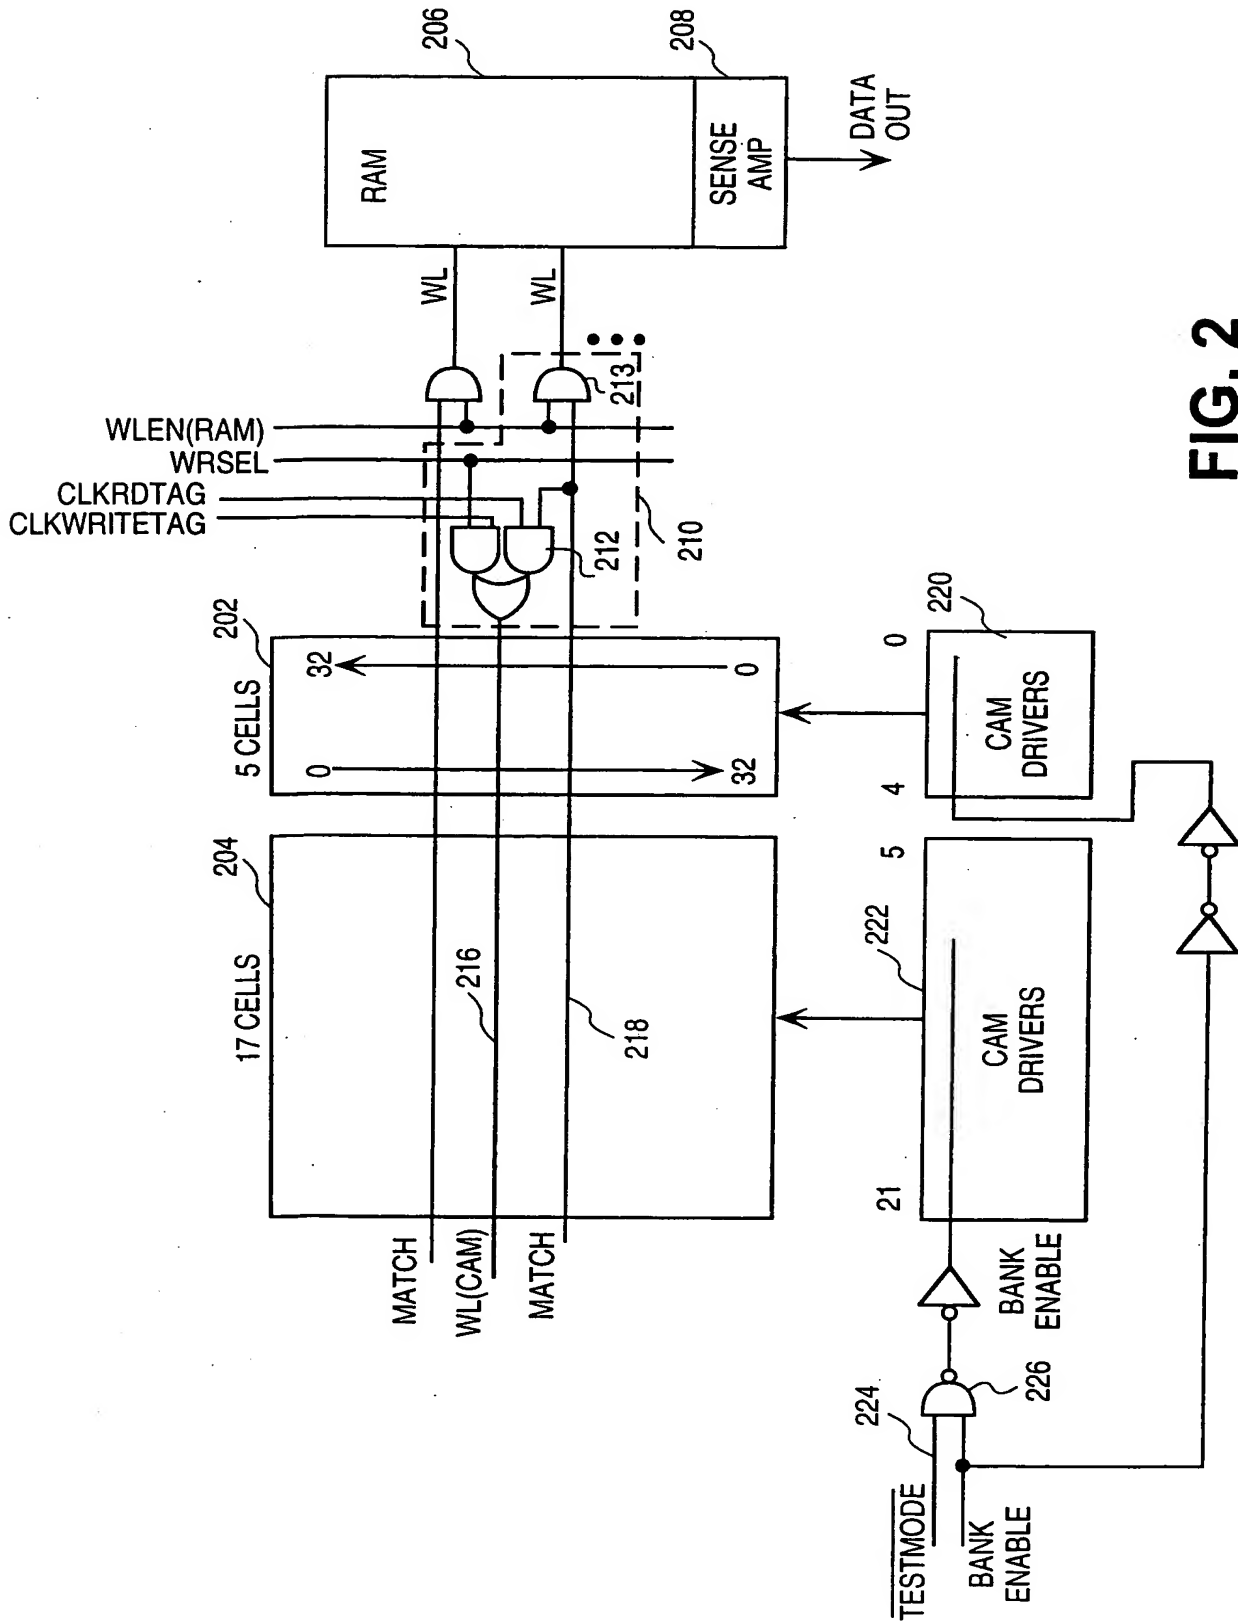 206
208
RAM
SENSE
AMP
DATA
OUT
WL
WL
213
WLEN(RAM)
WRSEL
CLKRDTAG
CLKWRITETAG
212
210
202
5 CELLS
32
0
0
32
220
0
4
CAM
DRIVERS
204
17 CELLS
216
218
222
5
21
CAM
DRIVERS
MATCH
WL(CAM)
MATCH
BANK
ENABLE
224
226
TESTMODE
BANK
ENABLE
FIG. 2